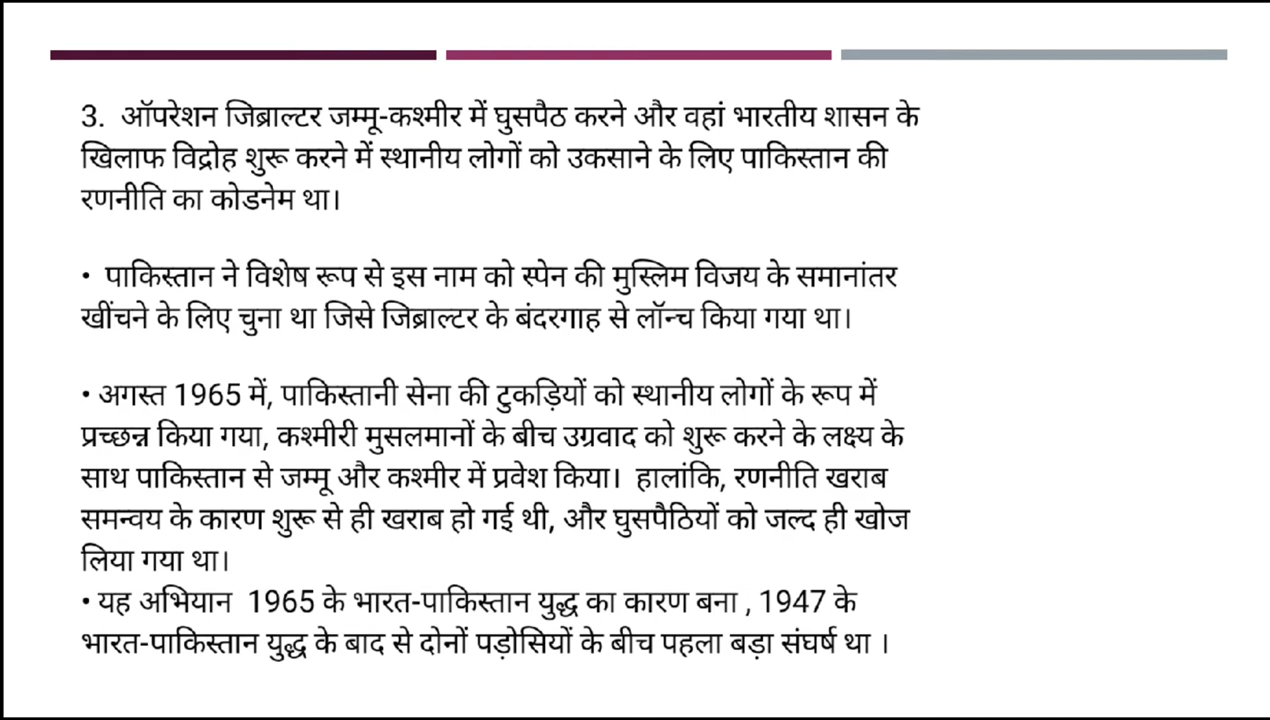 3.  ऑपरेशन जिब्राल्टर जम्मू-कश्मीर में घुसपैठ करने और वहां भारतीय शासन के
खिलाफ विद्रोह शुरू करने में स्थानीय लोगों को उकसाने के लिए पाकिस्तान की
रणनीति का कोडनेम था।
•  पाकिस्तान ने विशेष रूप से इस नाम को स्पेन की मुस्लिम विजय के समानांतर
खींचने के लिए चुना था जिसे जिब्राल्टर के बंदरगाह से लॉन्च किया गया था।
• अगस्त 1965 में, पाकिस्तानी सेना की टुकड़ियों को स्थानीय लोगों के रूप में
प्रच्छन्न किया गया, कश्मीरी मुसलमानों के बीच उग्रवाद को शुरू करने के लक्ष्य के
साथ पाकिस्तान से जम्मू और कश्मीर में प्रवेश किया।  हालांकि, रणनीति खराब
समन्वय के कारण शुरू से ही खराब हो गई थी, और घुसपैठियों को जल्द ही खोज
लिया गया था।
• यह अभियान  1965 के भारत-पाकिस्तान युद्ध का कारण बना , 1947 के
भारत-पाकिस्तान युद्ध के बाद से दोनों पड़ोसियों के बीच पहला बड़ा संघर्ष था ।